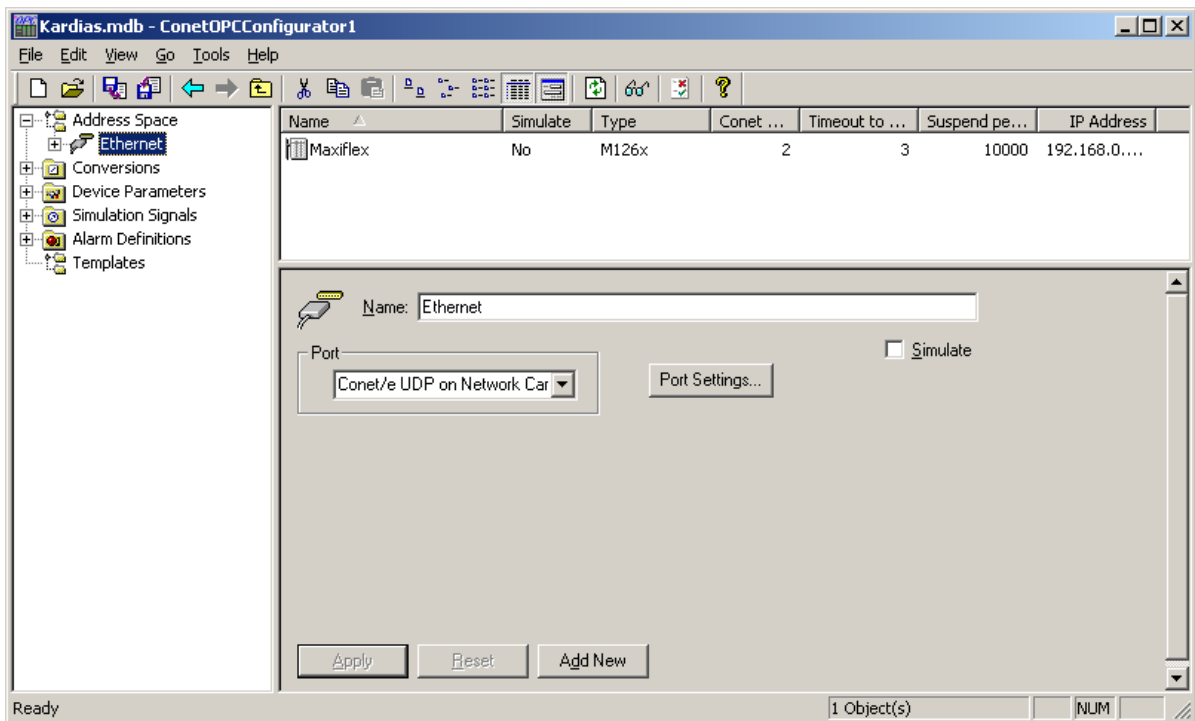 Kardias.mdb - ConetOPCConfigurator1
File Edit View Go Tools Help
Address Space
Ethernet
Conversions
Device Parameters
Simulation Signals
Alarm Definitions
Templates
Name Simulate Type Conet ... Timeout to ... Suspend pe... IP Address
Maxiflex No M126x 2 3 10000 192.168.0....
Name: Ethernet
Simulate
Port
Conet/e UDP on Network Car
Port Settings...
Apply Reset Add New
Ready 1 Object(s) NUM